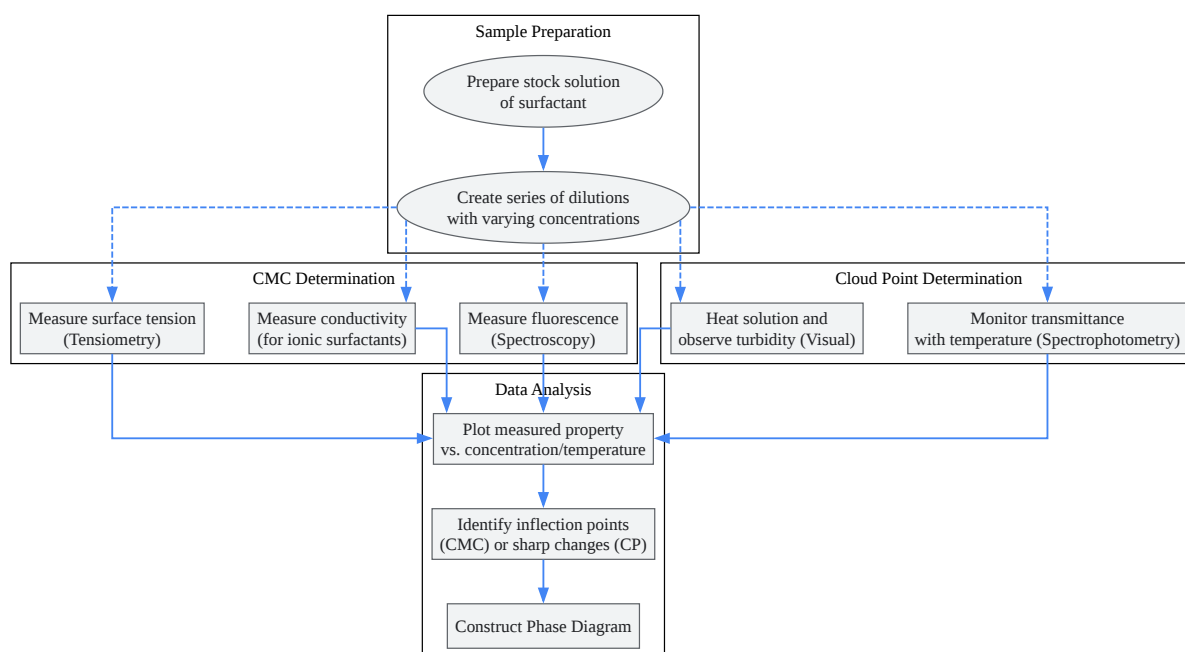 Sample Preparation
Prepare stock solution
of surfactant
Create series of dilutions
with varying concentrations
CMC Determination
Measure surface tension
(Tensiometry)
Measure conductivity
(for ionic surfactants)
Measure fluorescence
(Spectroscopy)
Cloud Point Determination
Heat solution and
observe turbidity (Visual)
Monitor transmittance
with temperature (Spectrophotometry)
Data Analysis
Plot measured property
vs. concentration/temperature
Identify inflection points
(CMC) or sharp changes (CP)
Construct Phase Diagram